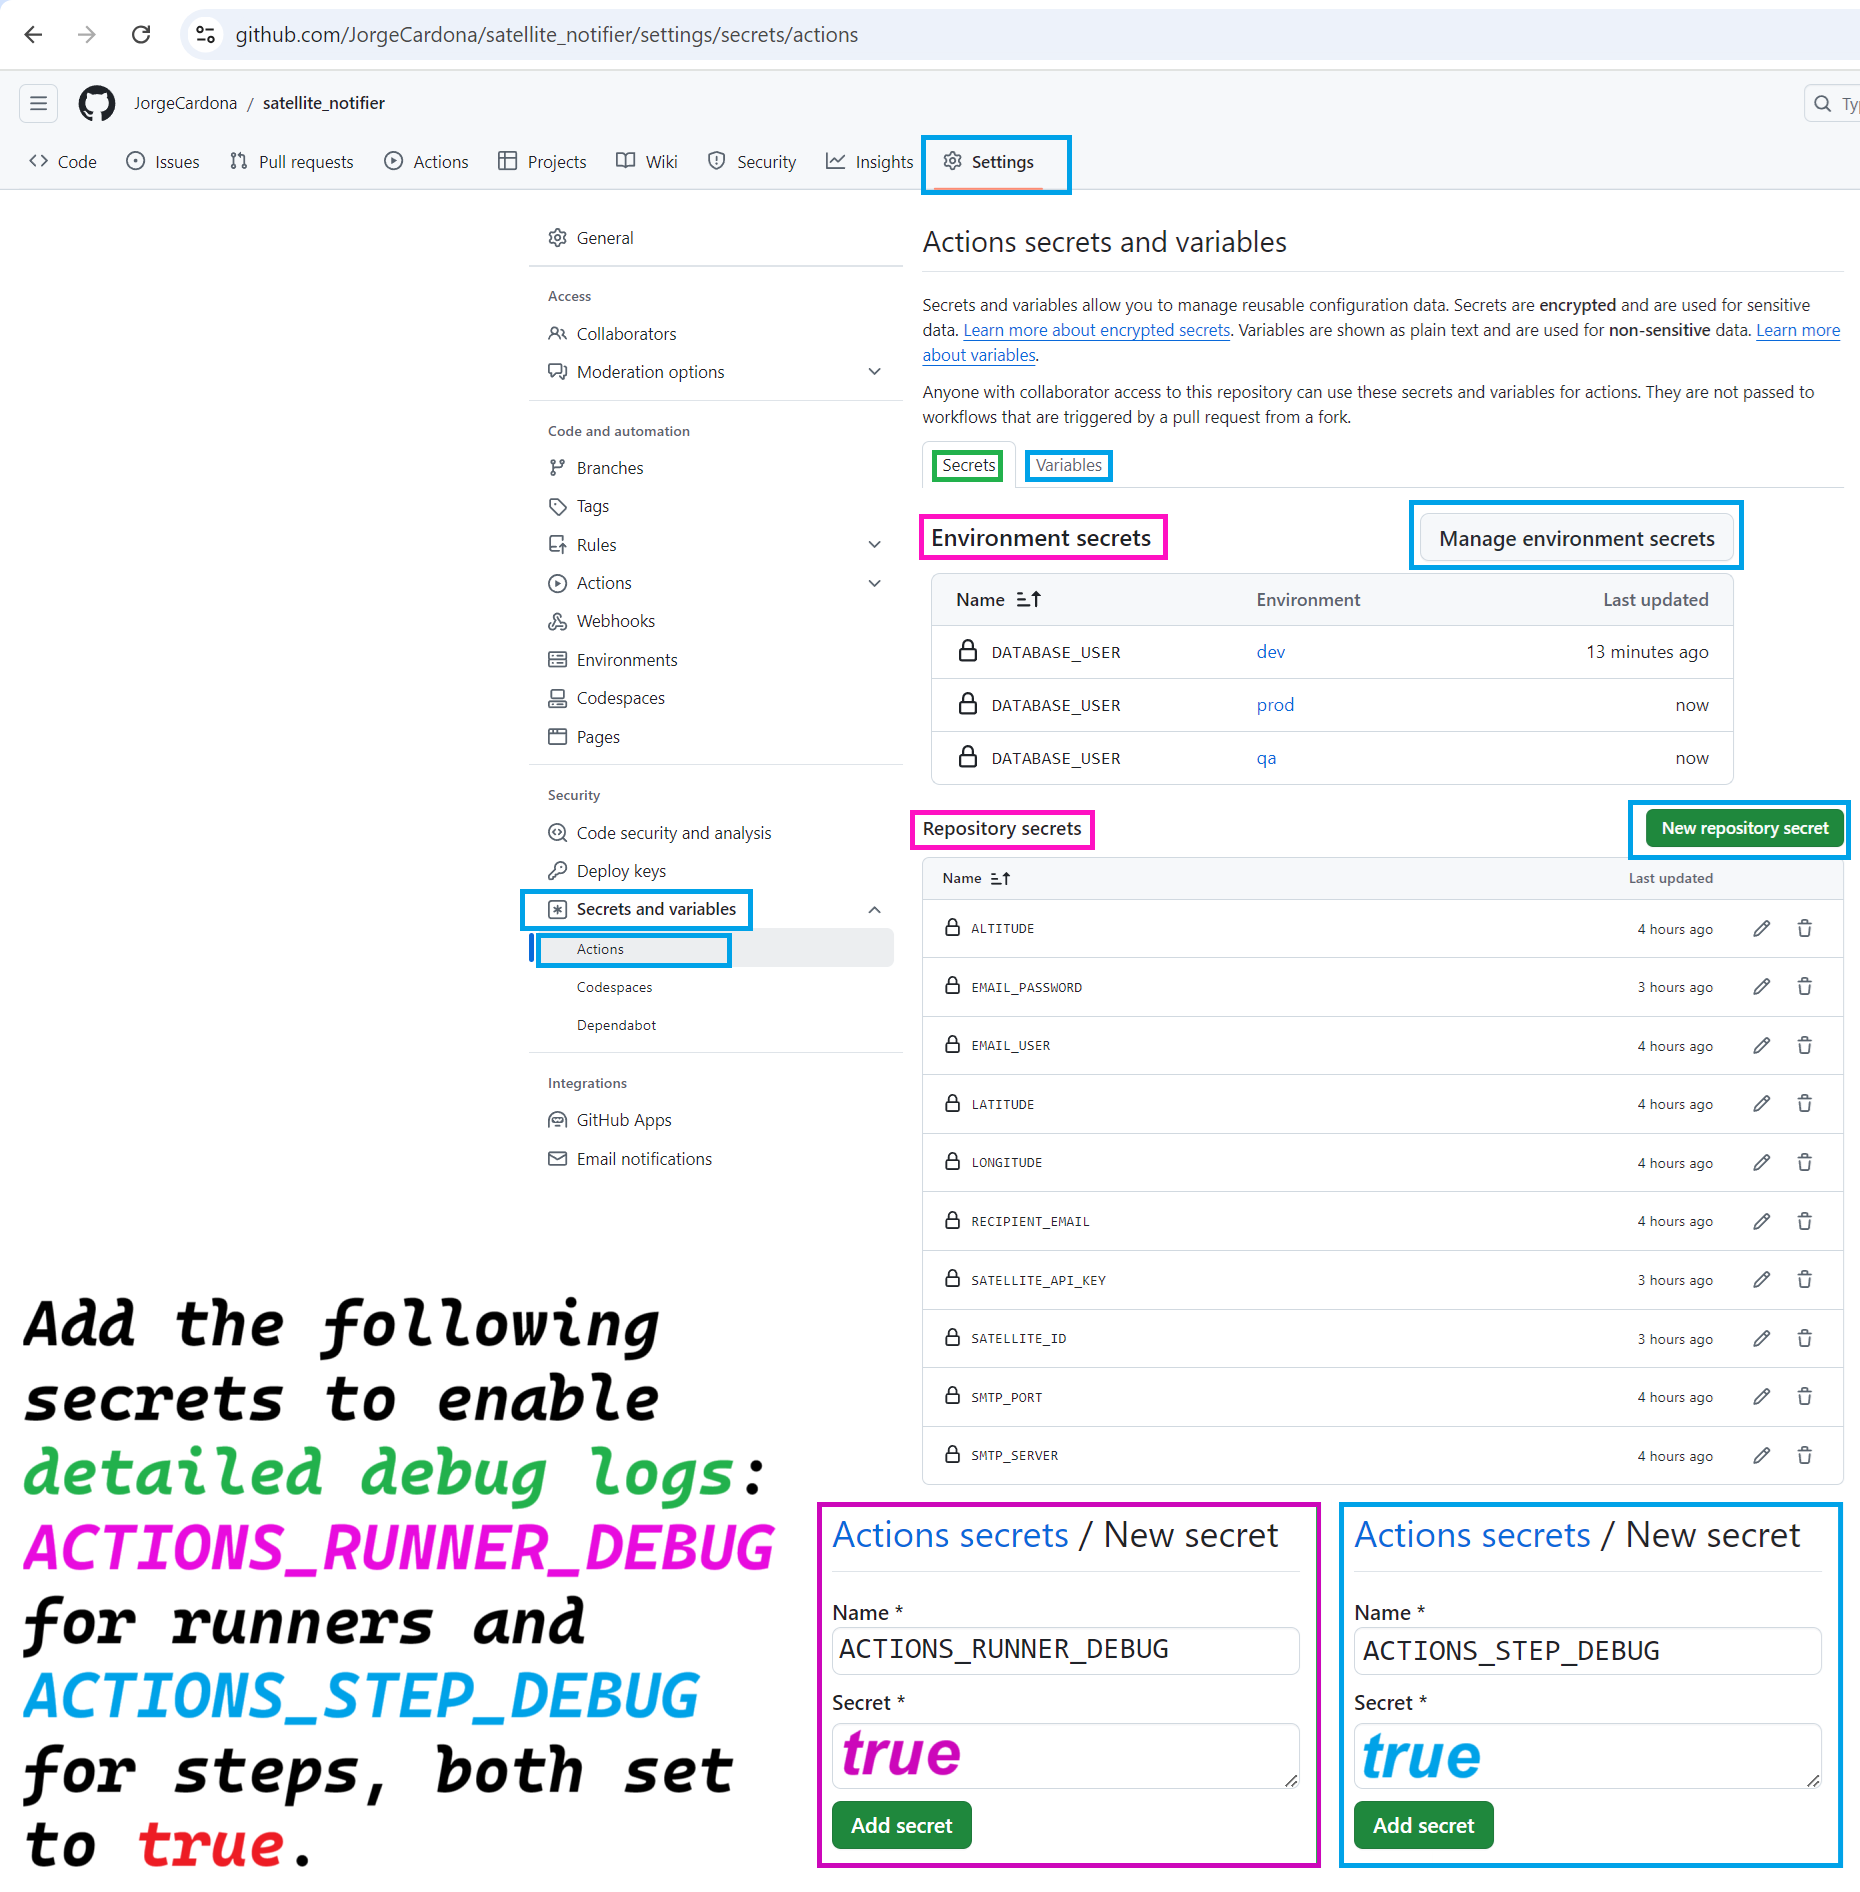 github.com/JorgeCardona/satellite_notifier/settings/secrets/actions
JorgeCardona / satellite_notifier
Code Issues Pull requests Actions Projects Wiki Security Insights Settings
General
Access
Collaborators
Moderation options
Code and automation
Branches
Tags
Rules
Actions
Webhooks
Environments
Codespaces
Pages
Security
Code security and analysis
Deploy keys
Secrets and variables
Actions
Codespaces
Dependabot
Integrations
GitHub Apps
Email notifications
Actions secrets and variables
Secrets and variables allow you to manage reusable configuration data. Secrets are encrypted and are used for sensitive
data. Learn more about encrypted secrets. Variables are shown as plain text and are used for non-sensitive data. Learn more
about variables.
Anyone with collaborator access to this repository can use these secrets and variables for actions. They are not passed to
workflows that are triggered by a pull request from a fork.
Secrets Variables
Environment secrets Manage environment secrets
Name Environment Last updated
DATABASE_USER dev 13 minutes ago
DATABASE_USER prod now
DATABASE_USER qa now
Repository secrets New repository secret
Name Last updated
ALTITUDE 4 hours ago
EMAIL_PASSWORD 3 hours ago
EMAIL_USER 4 hours ago
LATITUDE 4 hours ago
LONGITUDE 4 hours ago
RECIPIENT_EMAIL 4 hours ago
SATELLITE_API_KEY 3 hours ago
SATELLITE_ID 3 hours ago
SMTP_PORT 4 hours ago
SMTP_SERVER 4 hours ago
Add the following
secrets to enable
detailed debug logs:
ACTIONS_RUNNER_DEBUG
for runners and
ACTIONS_STEP_DEBUG
for steps, both set
to true.
Actions secrets / New secret
Name *
ACTIONS_RUNNER_DEBUG
Secret *
true
Add secret
Actions secrets / New secret
Name *
ACTIONS_STEP_DEBUG
Secret *
true
Add secret